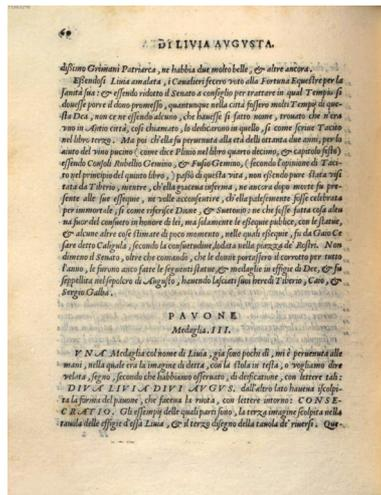 DI LIVIA AVGVSTA.
dissimo Grimani Patriarca, ne habbia due molto belle, & altre ancora.
Essendosi Livia amalata, i Cavalieri fecero voto alla Fortuna Equestre per la
sanità sua: & essendo ridotto il Senato a consiglio per trattare in qual Tempio si
douesse porre il dono promesso, quantunque nella città fossero molti Tempij di que-
sta Dea, non ce ne essendo alcuno, che hauesse si fatto nome, trouato che n'era
vno in Antio città, cosi chiamato, lo dedicarono in quello, si come scriue Tacito
nel libro terzo. Ma poi ch'ella fu peruenuta alla età della ottanta due anni, per la
aiuto del vino pucino (come dice Plinio nel libro quarto decimo, & capitolo sesto)
essendo Consoli Rubellio Gemino, & Fusio Gemino, (secondo l'opinione di Taci-
to nel principio del quinto libro,) passò di questa vita, non essendo pure stata visi
tata da Tiberio, mentre, ch'ella giaceua inferma, ne ancora dopo morte fu pre
sente alle sue essequie, ne volle acconsentire, ch'ella palesemente fosse celebrata
per immortale, si come riferisce Dione, & Suetonio: ne che fosse fatta cosa alcu
na fuor del consueto in honore di lei, ma solamente le essequie publice, con le statue,
& alcune altre cose stimate di poco momento, nelle quali essequie, fu da Gaio Ce
sare detto Caligula, secondo la consuetudine, lodata nella piazza de' Rostri. Non
dimeno il Senato, oltre che comandò, che le donne portassero il corrotto per tutto
l'anno, le furono anco fatte le seguenti statue, & medaglie in effigie di Dee, & fu
seppellita nel sepolcro di Augusto, hauendo lasciati suoi heredi Tiberio, Caio, &
Sergio Galba.
PAVONE
Medaglia. III.
VNA Medaglia col nome di Liuia, già sono pochi dì, mi è peruenuta alle
mani, nella quale era la imagine di detta, con la stola in testa, o vogliamo dire
velata, segno, secondo che habbiamo osseruato, di deificatione, con lettere tali:
DIVA LIVIA DIVI AVGVS. dall'altro lato haueua iscolpi-
ta la forma del pauone, che faceua la ruota, con lettere intorno: CONSE-
CRATIO. Gli essempij delle quali parti sono, la terza imagine scolpita nella
tauola delle effigie d'essa Liuia, & il terzo disegno della tauola de' riuersi. Que-